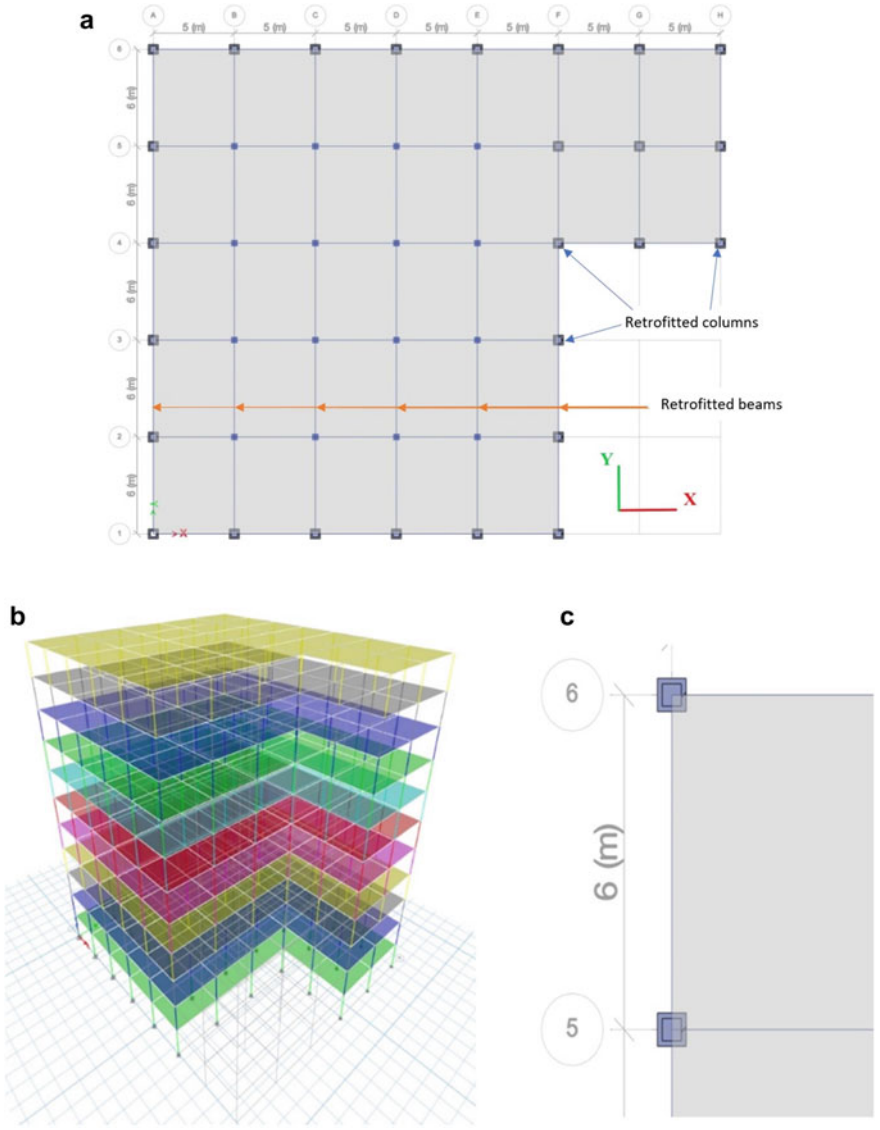 a
A B C D E F G H
5 (m) 5 (m) 5 (m) 5 (m) 5 (m) 5 (m) 5 (m)
6
6 (m)
5
6 (m)
4
6 (m)
3
Retrofitted columns
6 (m)
Retrofitted beams
2
6 (m)
Y
X
Y
X
1
b
c
6
6 (m)
5